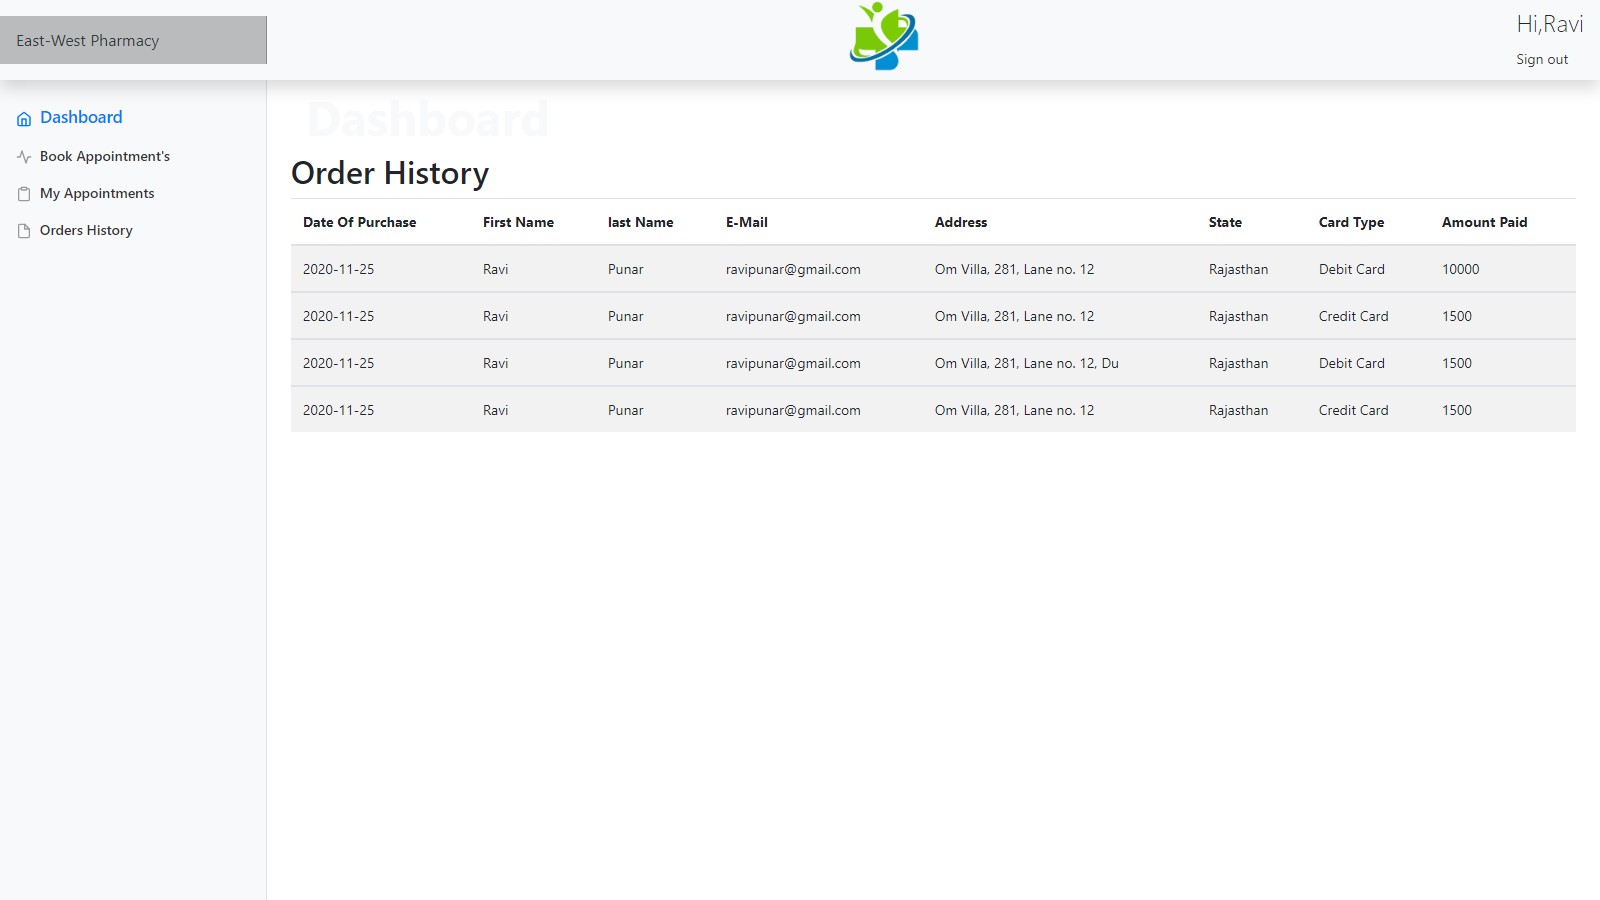 East-West Pharmacy
Hi,Ravi
Sign out
Dashboard
Book Appointment's
My Appointments
Orders History
Dashboard
Order History
Date Of Purchase First Name last Name E-Mail Address State Card Type Amount Paid
2020-11-25 Ravi Punar ravipunar@gmail.com Om Villa, 281, Lane no. 12 Rajasthan Debit Card 10000
2020-11-25 Ravi Punar ravipunar@gmail.com Om Villa, 281, Lane no. 12 Rajasthan Credit Card 1500
2020-11-25 Ravi Punar ravipunar@gmail.com Om Villa, 281, Lane no. 12, Du Rajasthan Debit Card 1500
2020-11-25 Ravi Punar ravipunar@gmail.com Om Villa, 281, Lane no. 12 Rajasthan Credit Card 1500